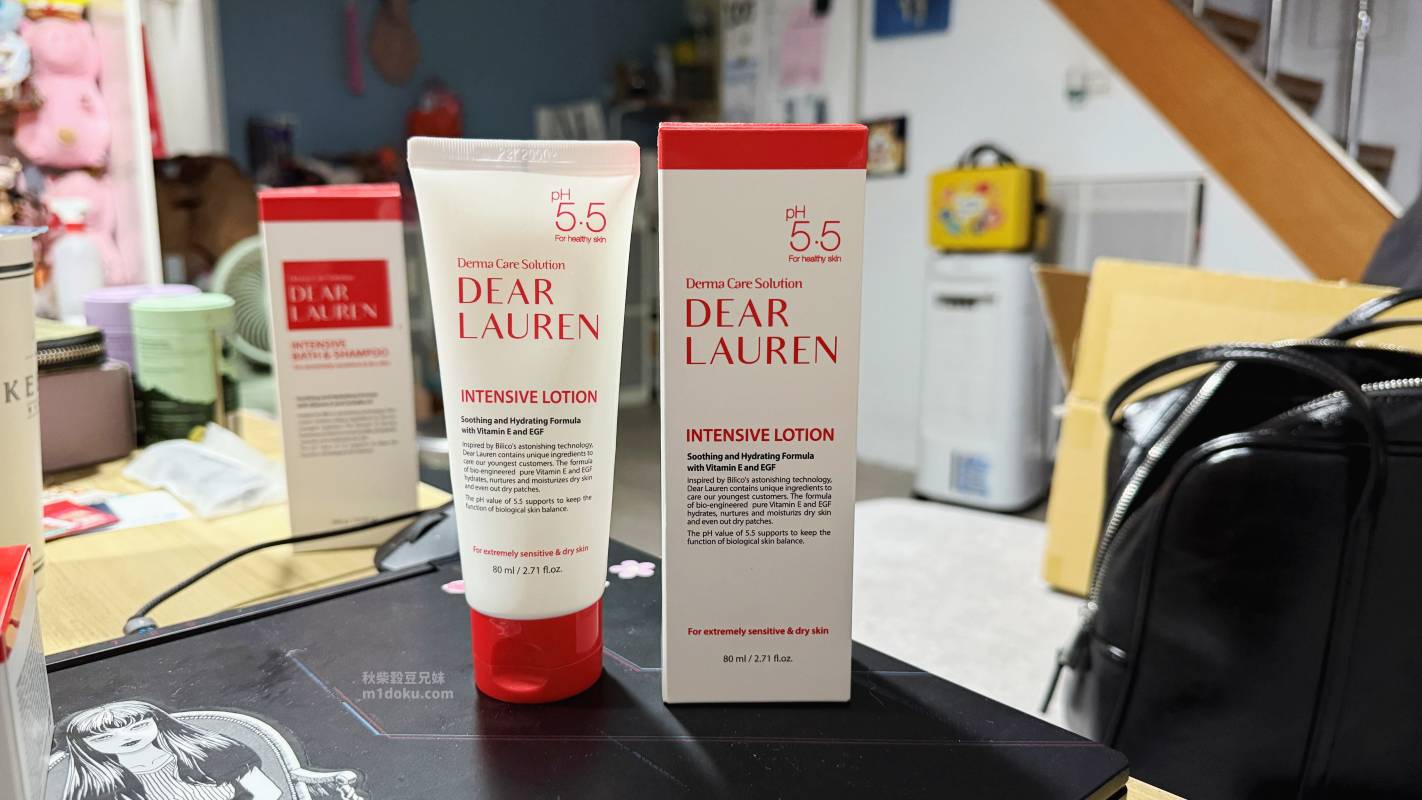 DEAR
LAUREN
INTENSIVE
BATH & SHAMPOO
pH
5.5
For healthy skin
Derma Care Solution
DEAR
LAUREN
INTENSIVE LOTION
Soothing and Hydrating Formula
with Vitamin E and EGF
Inspired by Bilico's astonishing technology,
Dear Lauren contains unique ingredients to
care our youngest customers. The formula
of bio-engineered pure Vitamin E and EGF
hydrates, nurtures and moisturizs dry skin
and even out dry patches.
The pH value of 5.5 supports to keep the
function of biological skin balance.
For extremely sensitive & dry skin
80 ml / 2.71 fl.oz.
pH
5.5
For healthy skin
Derma Care Solution
DEAR
LAUREN
INTENSIVE LOTION
Soothing and Hydrating Formula
with Vitamin E and EGF
Inspired by Bilico's astonishing technology,
Dear Lauren contains unique ingredients to
care our youngest customers. The formula
of bio-engineered pure Vitamin E and EGF
hydrates, nurtures and moisturizs dry skin
and even out dry patches.
The pH value of 5.5 supports to keep the
function of biological skin balance.
For extremely sensitive & dry skin
80 ml / 2.71 fl.oz.
秋柴穀豆兄妹
m1doku.com